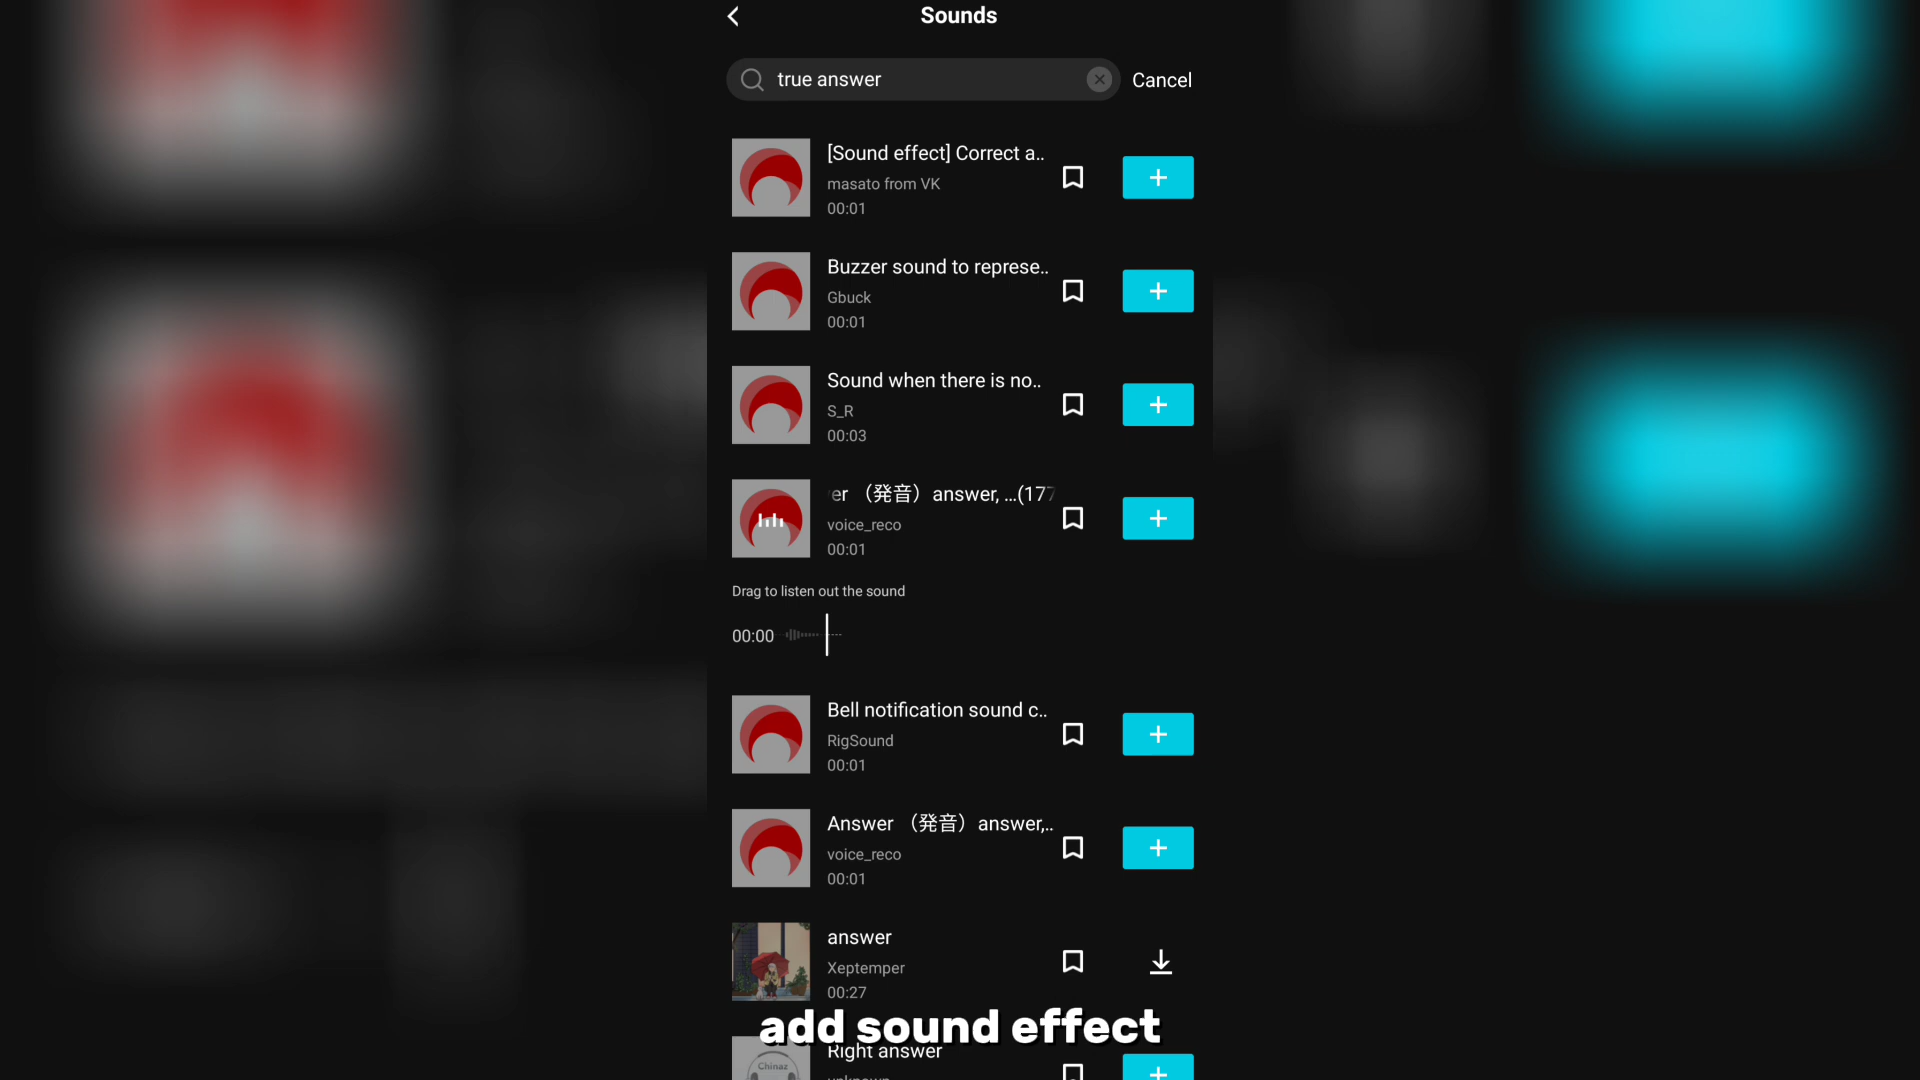 Sounds
true answer
Cancel
[Sound effect] Correct a..
masato from VK
00:01
Buzzer sound to represe..
Gbuck
00:01
Sound when there is no..
S_R
00:03
er （発音）answer, ...(177
voice_reco
00:01
Drag to listen out the sound
00:00
Bell notification sound c..
RigSound
00:01
Answer （発音）answer,..
voice_reco
00:01
answer
Xeptemper
00:27
add sound effect
Right answer
Chinaz
unknown